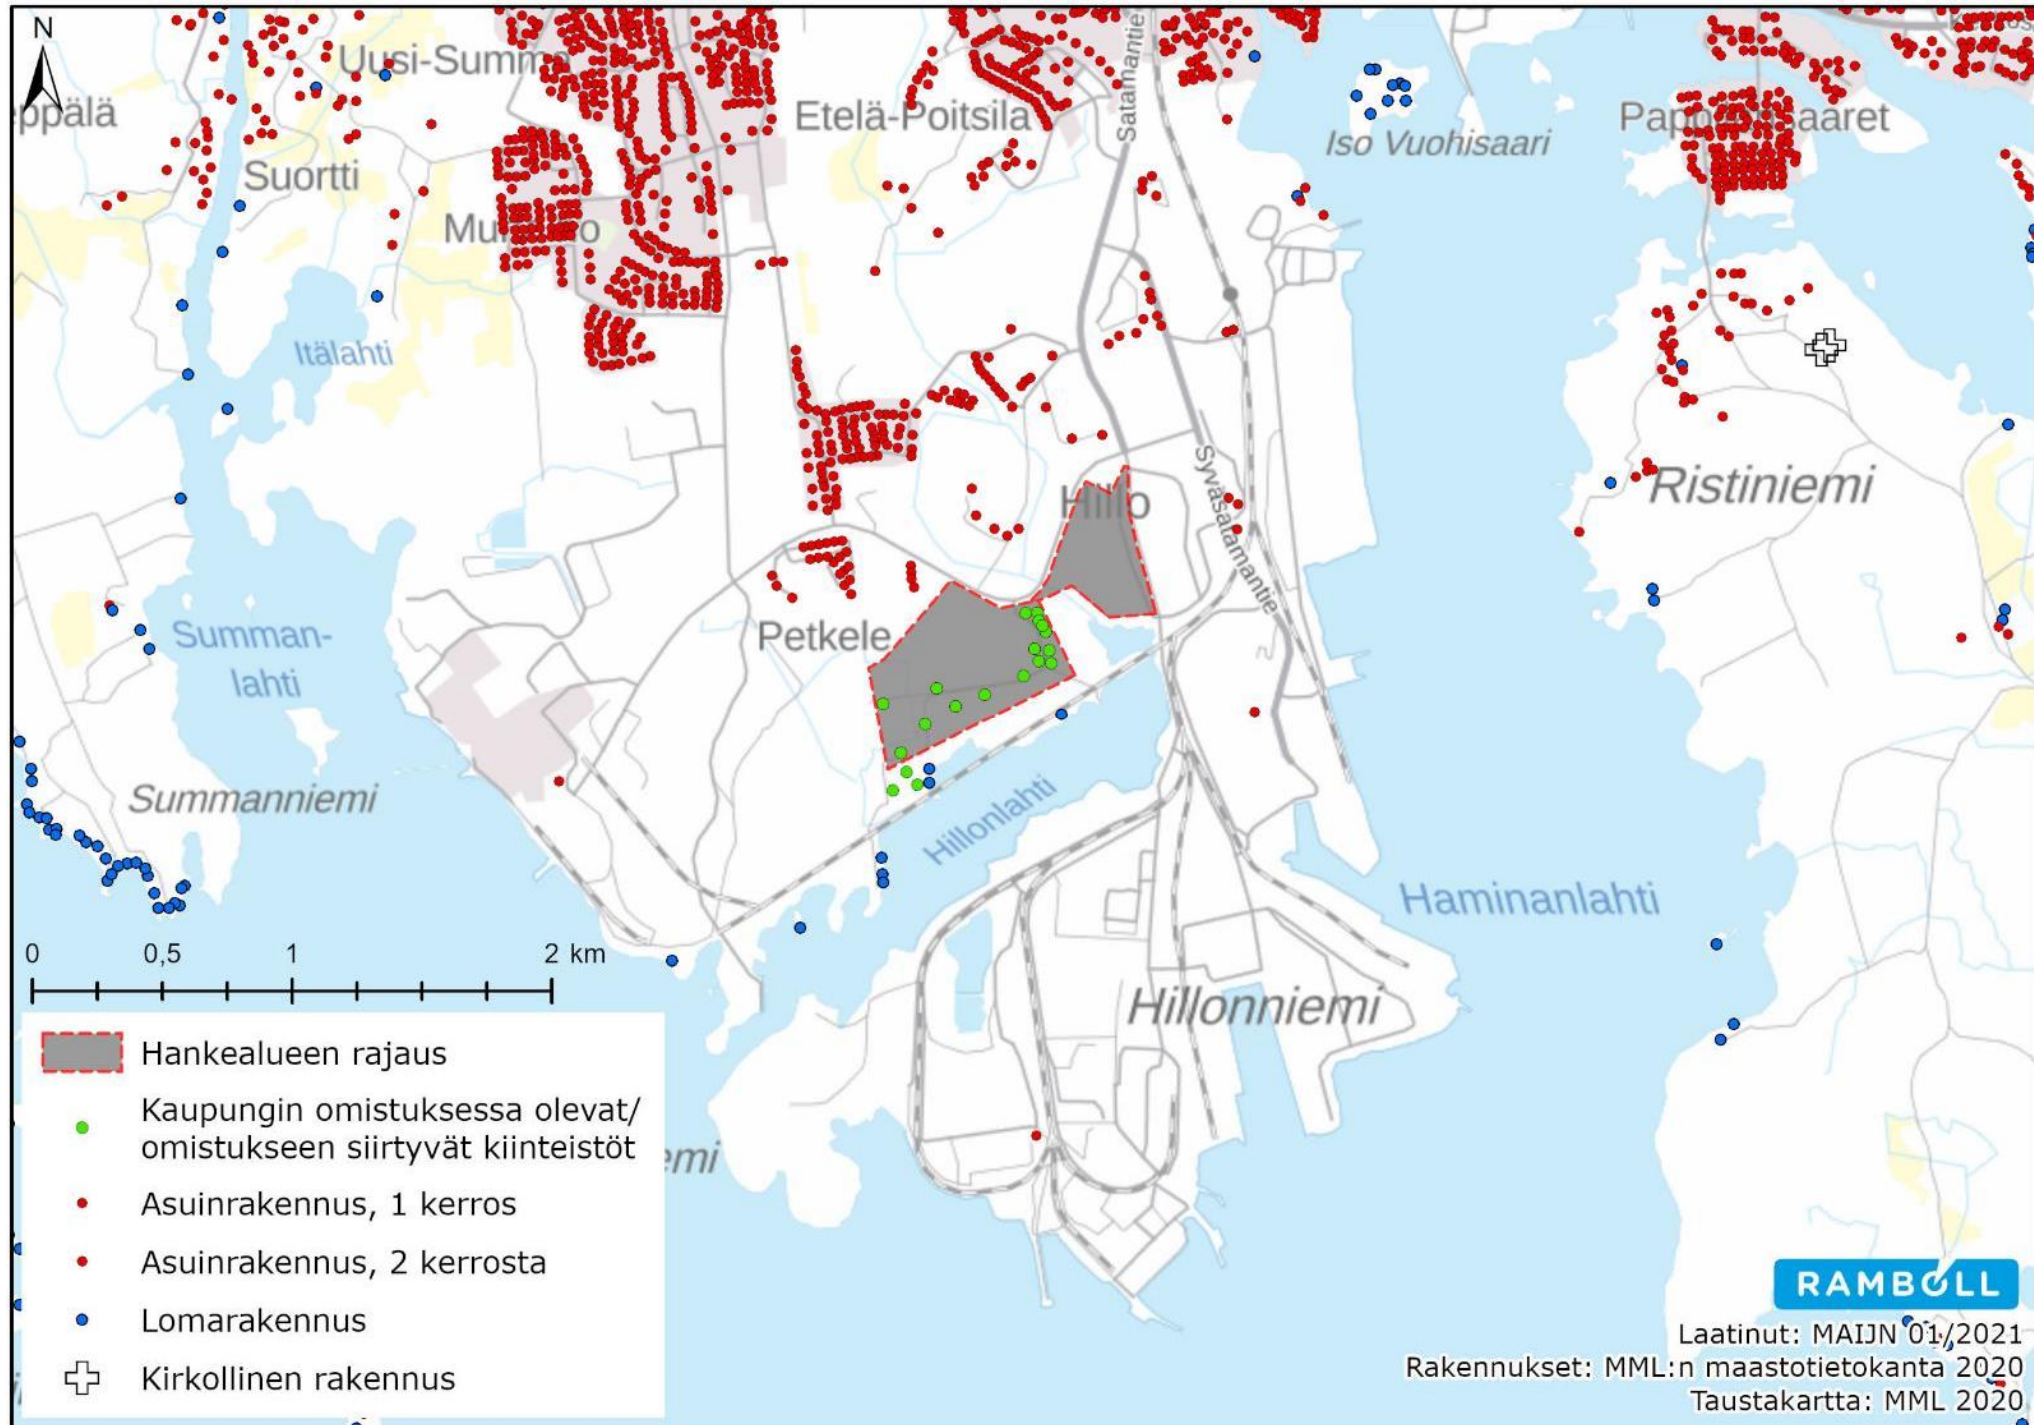 N
Uusi-Summa
eppälä
Etelä-Poitsila
Satamantie
Iso Vuohisaari
Suortti
Itälahti
Hillo
Syväsatamantie
Ristiniemi
Summan-
lahti
Petkele
Summanniemi
Hillonlahti
Haminanlahti
Hillonniemi
emi
0 0,5 1 2 km
Hankealueen rajaus
Kaupungin omistuksessa olevat/
omistukseen siirtyvät kiinteistöt
Asuinrakennus, 1 kerros
Asuinrakennus, 2 kerrosta
Lomarakennus
Kirkollinen rakennus
RAMBOLL
Laatinut: MAIJN 01/2021
Rakennukset: MML:n maastotietokanta 2020
Taustakartta: MML 2020